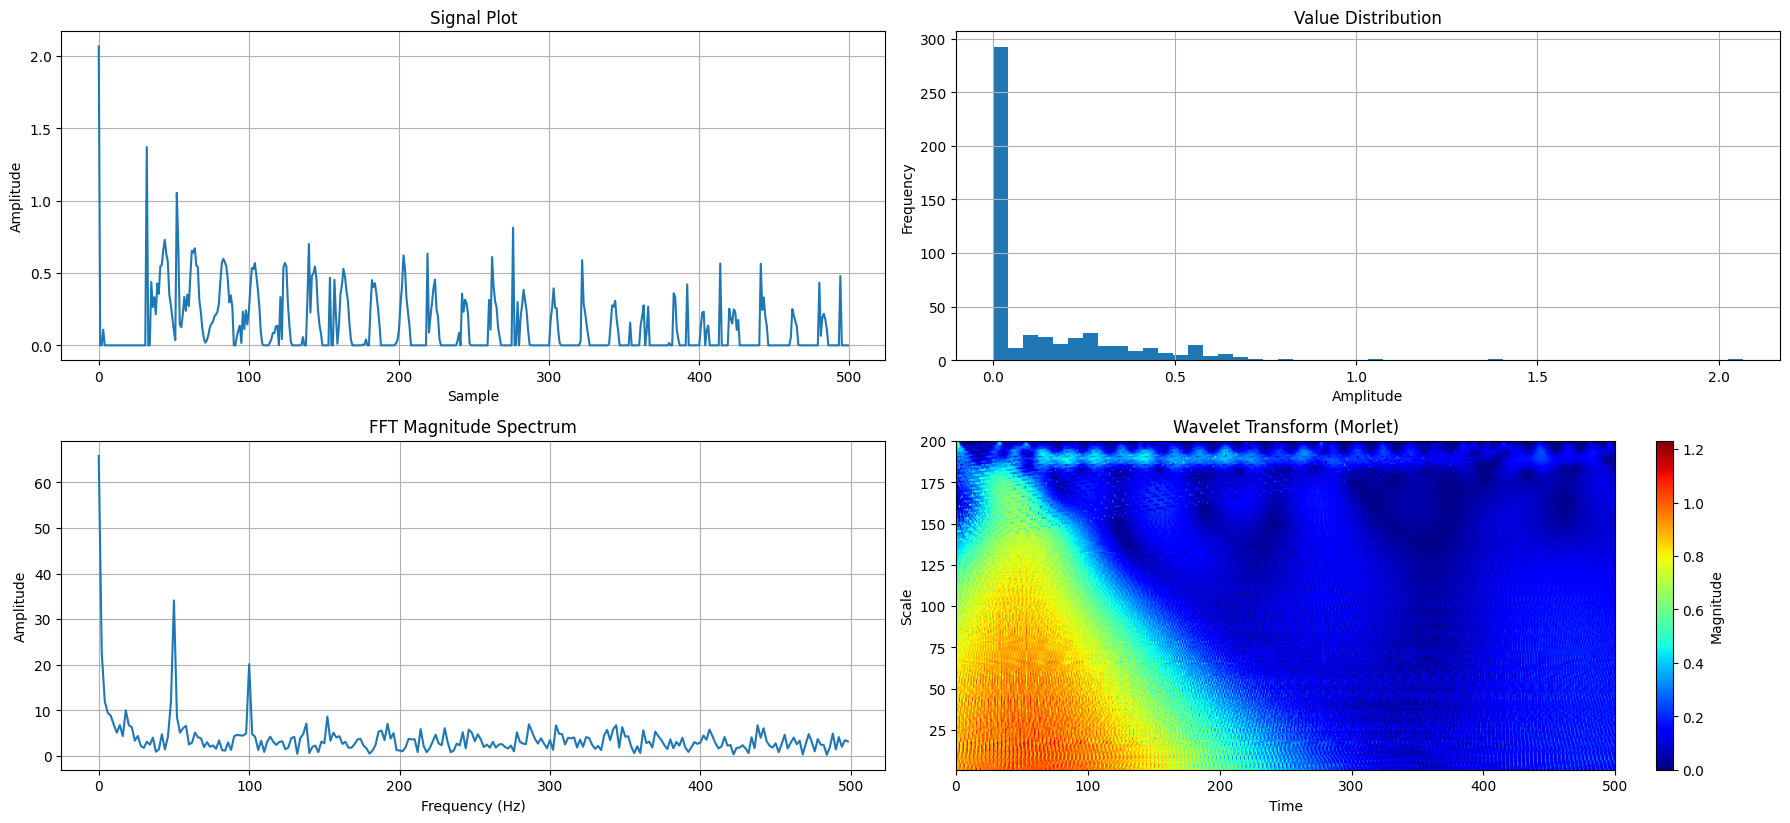 Signal Plot
Amplitude
2.0
1.5
1.0
0.5
0.0
0 100 200 300 400 500
Sample
Value Distribution
Frequency
300
250
200
150
100
50
0
0.0 0.5 1.0 1.5 2.0
Amplitude
FFT Magnitude Spectrum
Amplitude
60
50
40
30
20
10
0
0 100 200 300 400 500
Frequency (Hz)
Wavelet Transform (Morlet)
Scale
200
175
150
125
100
75
50
25
0 100 200 300 400 500
Time
1.2
1.0
0.8
0.6
0.4
0.2
0.0
Magnitude